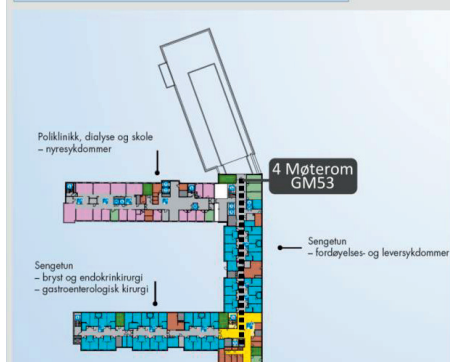 Poliklinikk, dialyse og skole
– nyresykdommer
4 Møterom
GM53
Sengetun
– fordøyelses- og leversykdommer
Sengetun
– bryst og endokrinkirurgi
– gastroenterologisk kirurgi